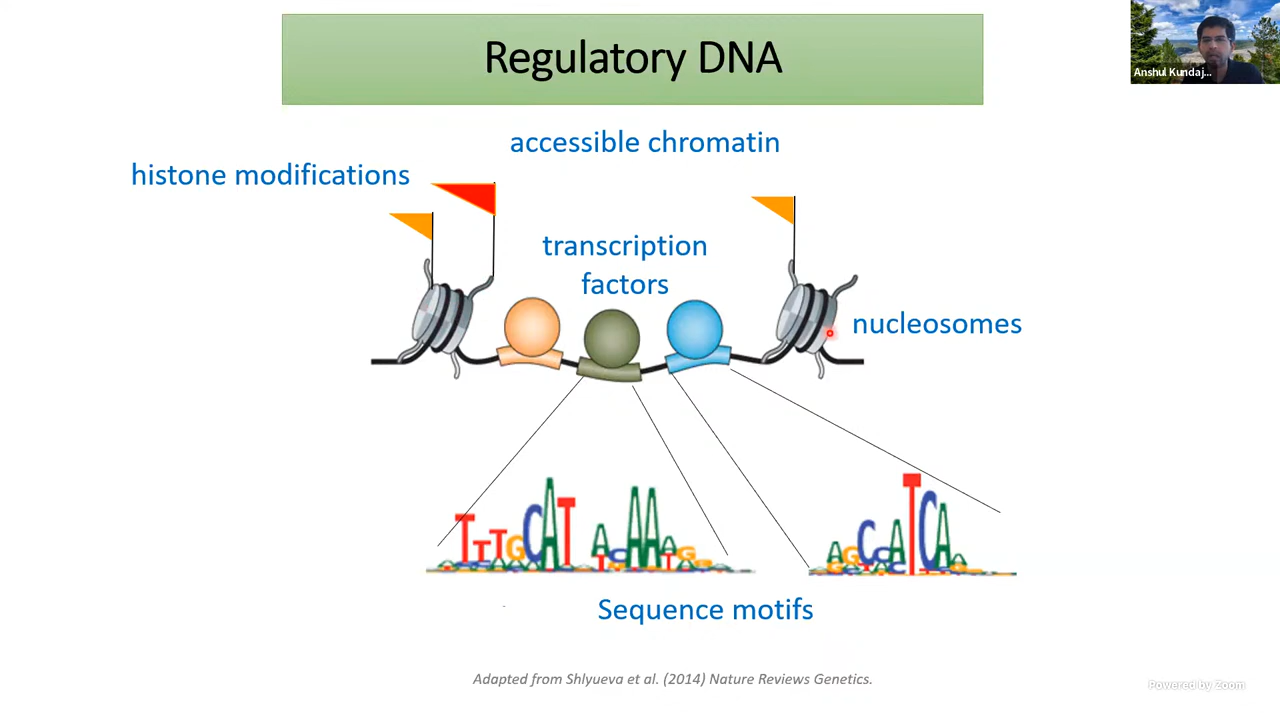 Regulatory DNA
Anshul Kundaj...
accessible chromatin
histone modifications
transcription
factors
nucleosomes
Sequence motifs
Adapted from Shlyueva et al. (2014) Nature Reviews Genetics.
Powered by Zoom